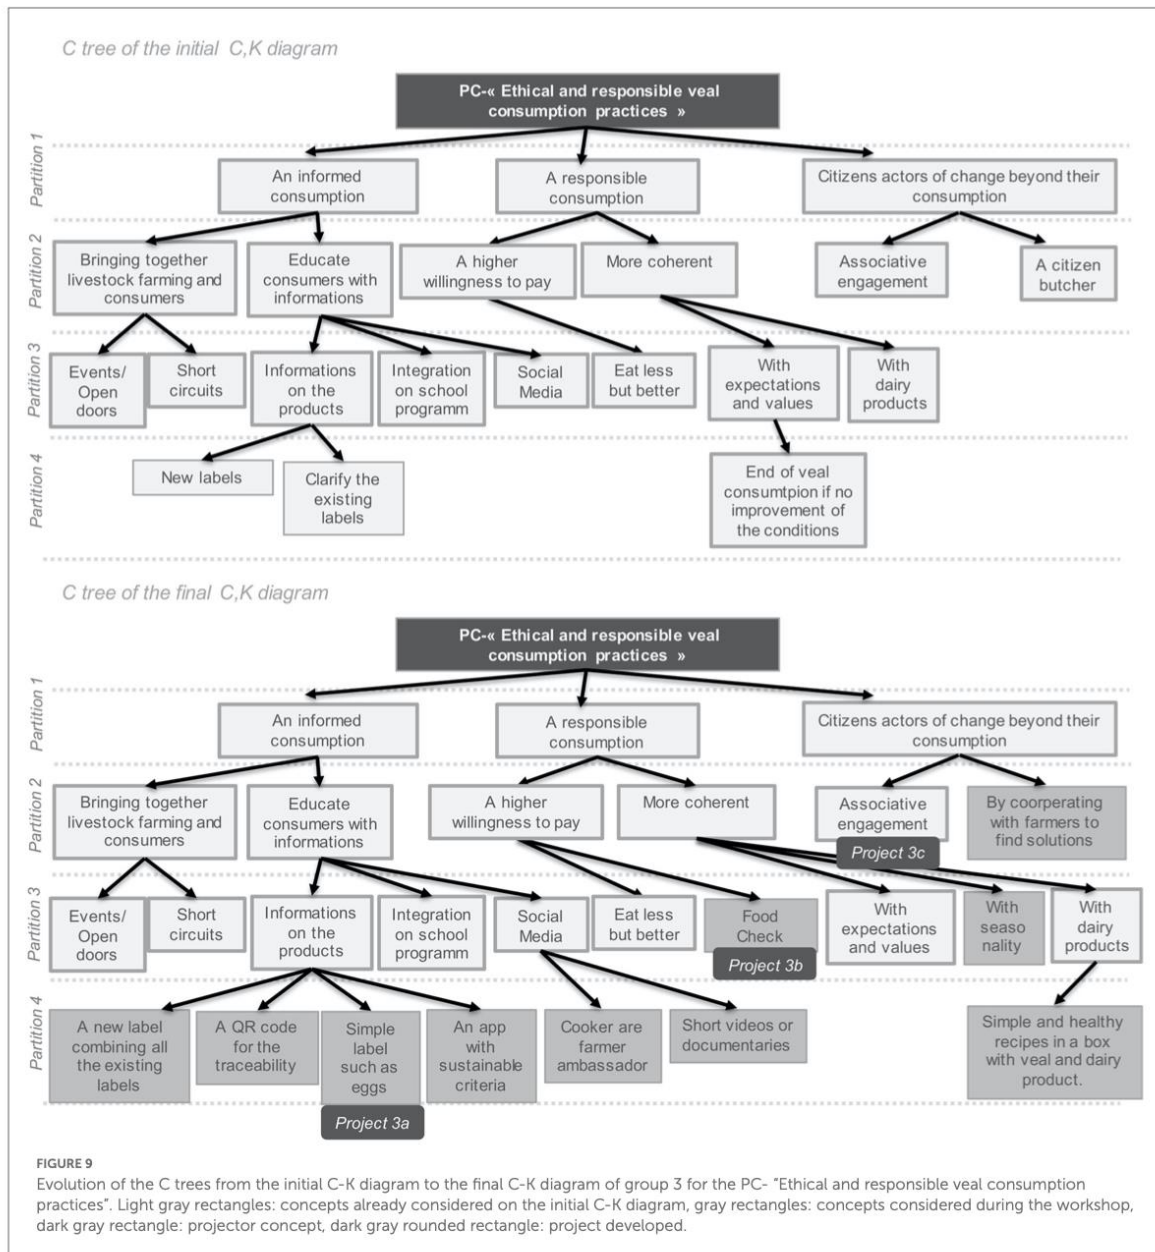 C tree of the initial C,K diagram
PC-« Ethical and responsible veal
consumption practices »
Partition 1
An informed
consumption
A responsible
consumption
Citizens actors of change beyond their
consumption
Partition 2
Bringing together
livestock farming and
consumers
Educate
consumers with
informations
A higher
willingness to pay
More coherent
Associative
engagement
A citizen
butcher
Partition 3
Events/
Open
doors
Short
circuits
Informations
on the
products
Integration
on school
programm
Social
Media
Eat less
but better
With
expectations
and values
With
dairy
products
Partition 4
New labels
Clarify the
existing
labels
End of veal
consumtpion if no
improvement of
the conditions
C tree of the final C,K diagram
PC-« Ethical and responsible veal
consumption practices »
Partition 1
An informed
consumption
A responsible
consumption
Citizens actors of change beyond their
consumption
Partition 2
Bringing together
livestock farming and
consumers
Educate
consumers with
informations
A higher
willingness to pay
More coherent
Associative
engagement
Project 3c
By coorperating
with farmers to
find solutions
Partition 3
Events/
Open
doors
Short
circuits
Informations
on the
products
Integration
on school
programm
Social
Media
Eat less
but better
Food
Check
Project 3b
With
expectations
and values
With
seaso
nality
With
dairy
products
Partition 4
A new label
combining all
the existing
labels
A QR code
for the
traceability
Simple
label
such as
eggs
Project 3a
An app
with
sustainable
criteria
Cooker are
farmer
ambassador
Short videos or
documentaries
Simple and healthy
recipes in a box
with veal and dairy
product.
FIGURE 9
Evolution of the C trees from the initial C-K diagram to the final C-K diagram of group 3 for the PC- "Ethical and responsible veal consumption
practices". Light gray rectangles: concepts already considered on the initial C-K diagram, gray rectangles: concepts considered during the workshop,
dark gray rectangle: projector concept, dark gray rounded rectangle: project developed.